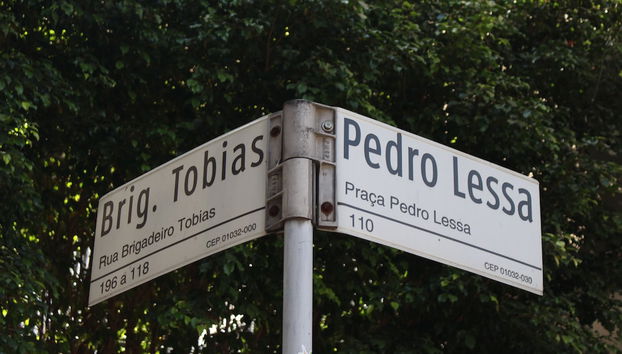 Brig. Tobias
Rua Brigadeiro Tobias
196 a 118
CEP 01032-000
Pedro Lessa
Praça Pedro Lessa
110
CEP 01032-030